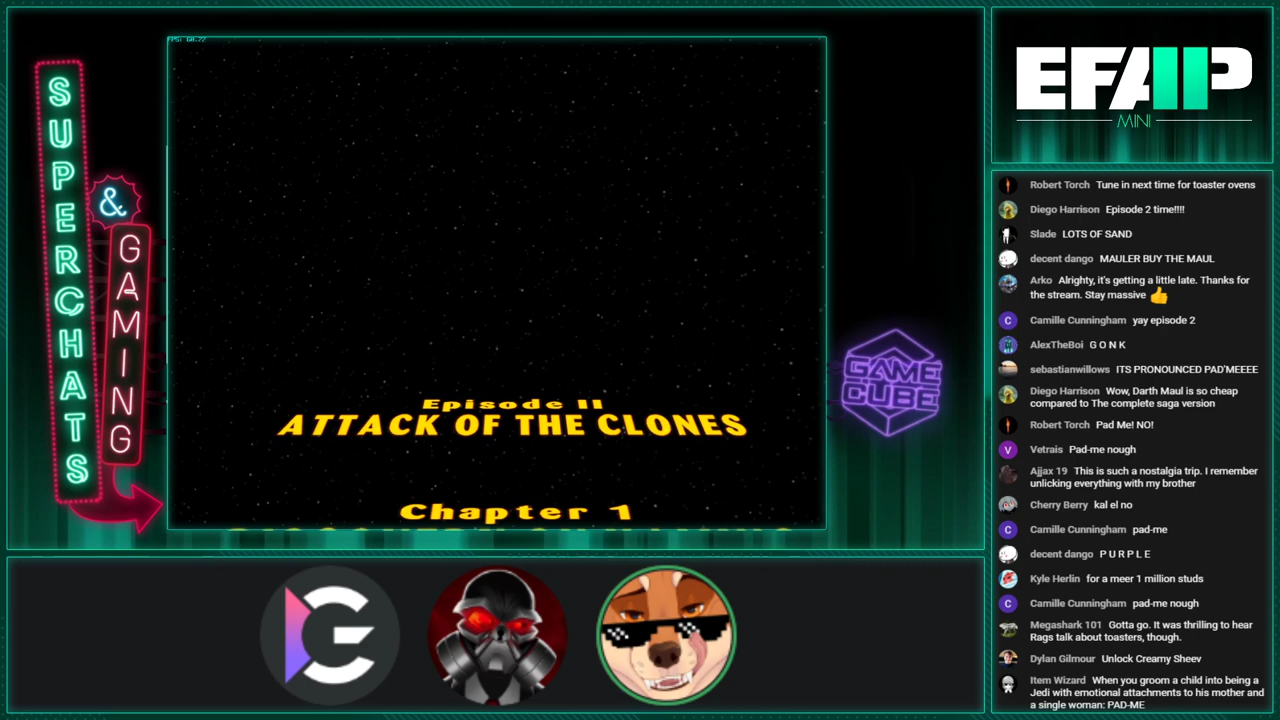 FPS: 60.22
SUPERCHATS
&
GAMING
Episode II
ATTACK OF THE CLONES
Chapter 1
GAME
CUBE
EFAP
MINI
Robert Torch Tune in next time for toaster ovens
Diego Harrison Episode 2 time!!!!
Slade LOTS OF SAND
decent dango MAULER BUY THE MAUL
Arko Alrighty, it's getting a little late. Thanks for
the stream. Stay massive 👍
C Camille Cunningham yay episode 2
AlexTheBoi G O N K
sebastianwillows ITS PRONOUNCED PAD'MEEEE
Diego Harrison Wow, Darth Maul is so cheap
compared to The complete saga version
Robert Torch Pad Me! NO!
V Vetrais Pad-me nough
Ajjax 19 This is such a nostalgia trip. I remember
unlicking everything with my brother
Cherry Berry kal el no
C Camille Cunningham pad-me
decent dango P U R P L E
Kyle Herlin for a meer 1 million studs
C Camille Cunningham pad-me nough
Megashark 101 Gotta go. It was thrilling to hear
Rags talk about toasters, though.
Dylan Gilmour Unlock Creamy Sheev
Item Wizard When you groom a child into being a
Jedi with emotional attachments to his mother and
a single woman: PAD-ME